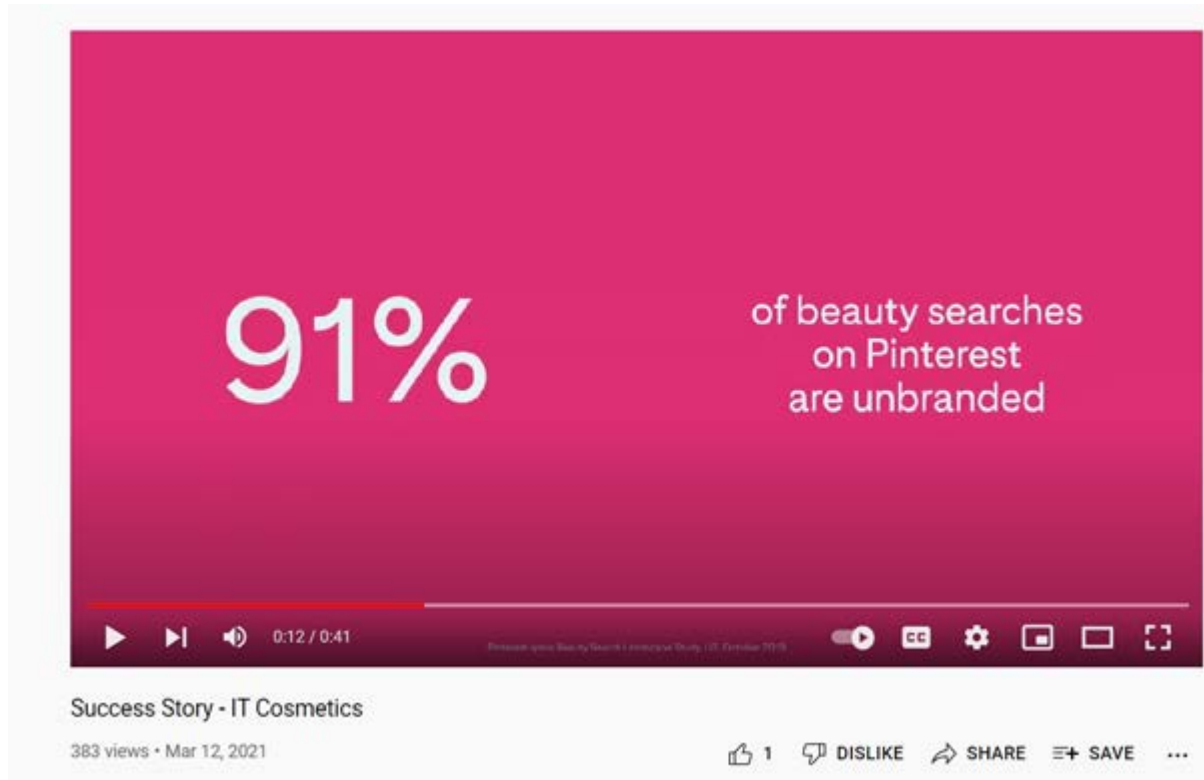 91%
of beauty searches
on Pinterest
are unbranded
0:12 / 0:41
CC
Success Story - IT Cosmetics
383 views • Mar 12, 2021
1 DISLIKE SHARE SAVE